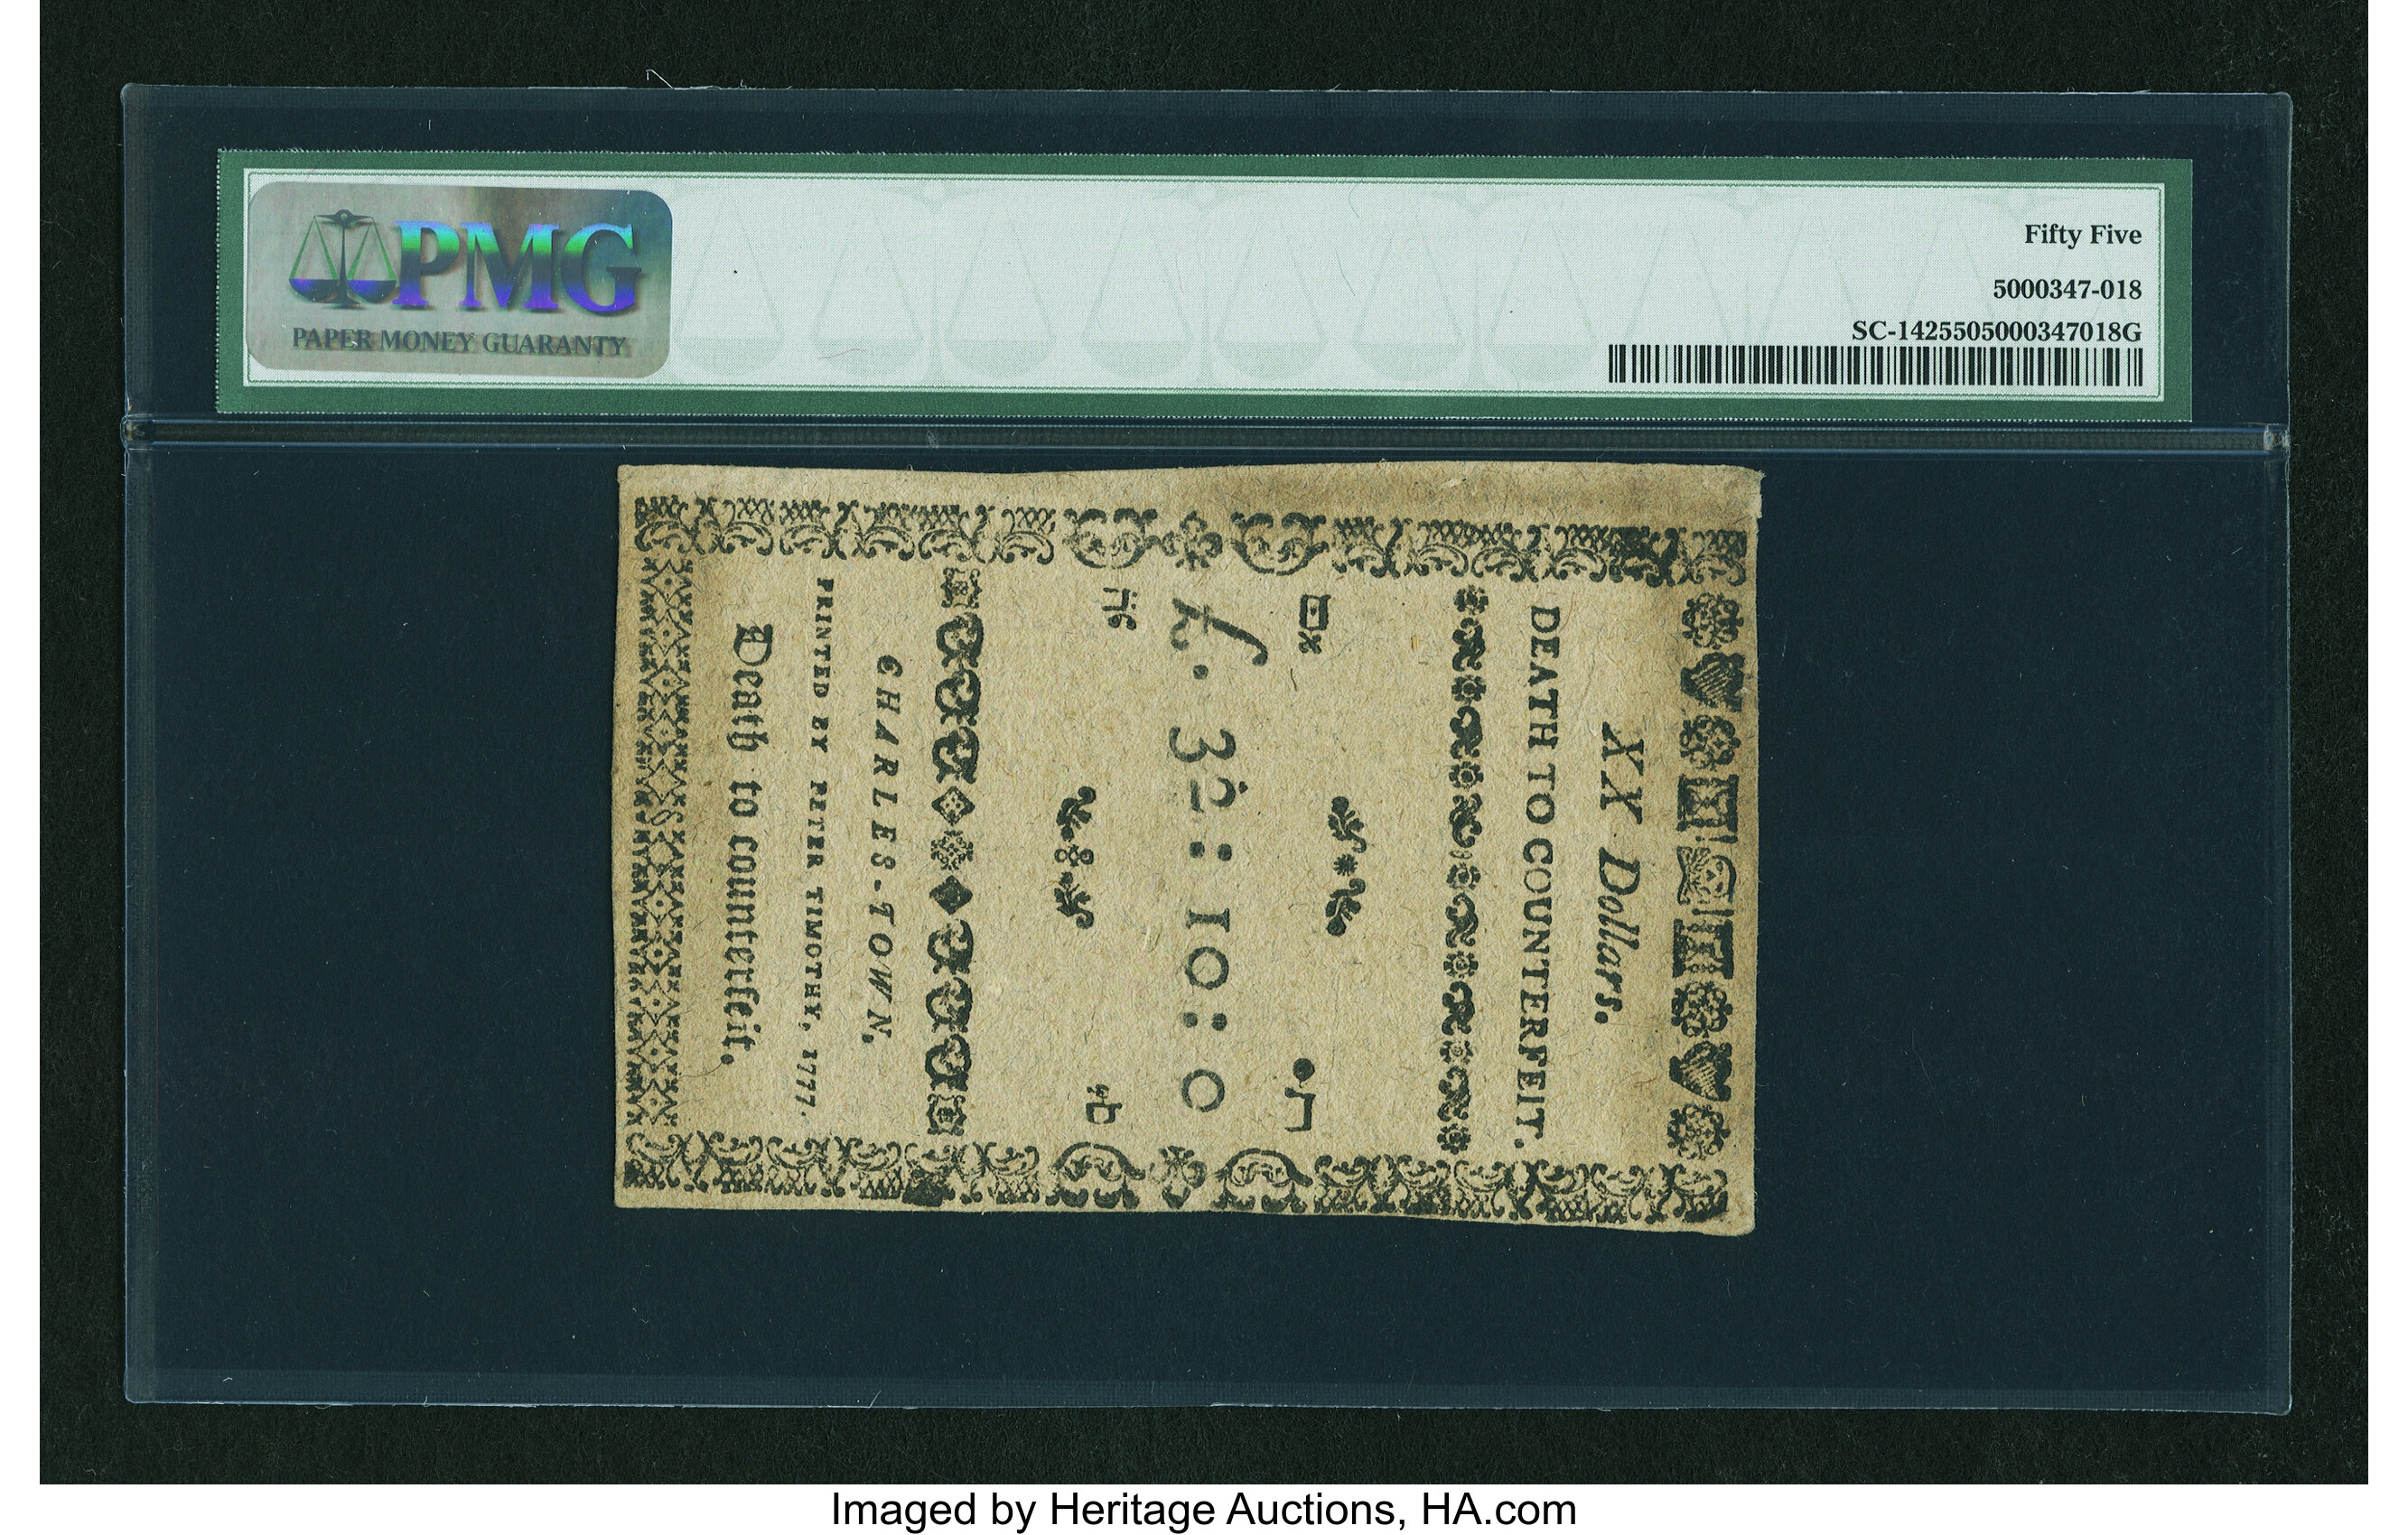 PMG
PAPER MONEY GUARANTY
Fifty Five
5000347-018
SC-1425505000347018G
XX Dollars.
DEATH TO COUNTERFEIT.
£. 32:: 10:: 0
CHARLES-TOWN,
PRINTED BY PETER TIMOTHY, 1777.
Death to counterfeit.
Imaged by Heritage Auctions, HA.com